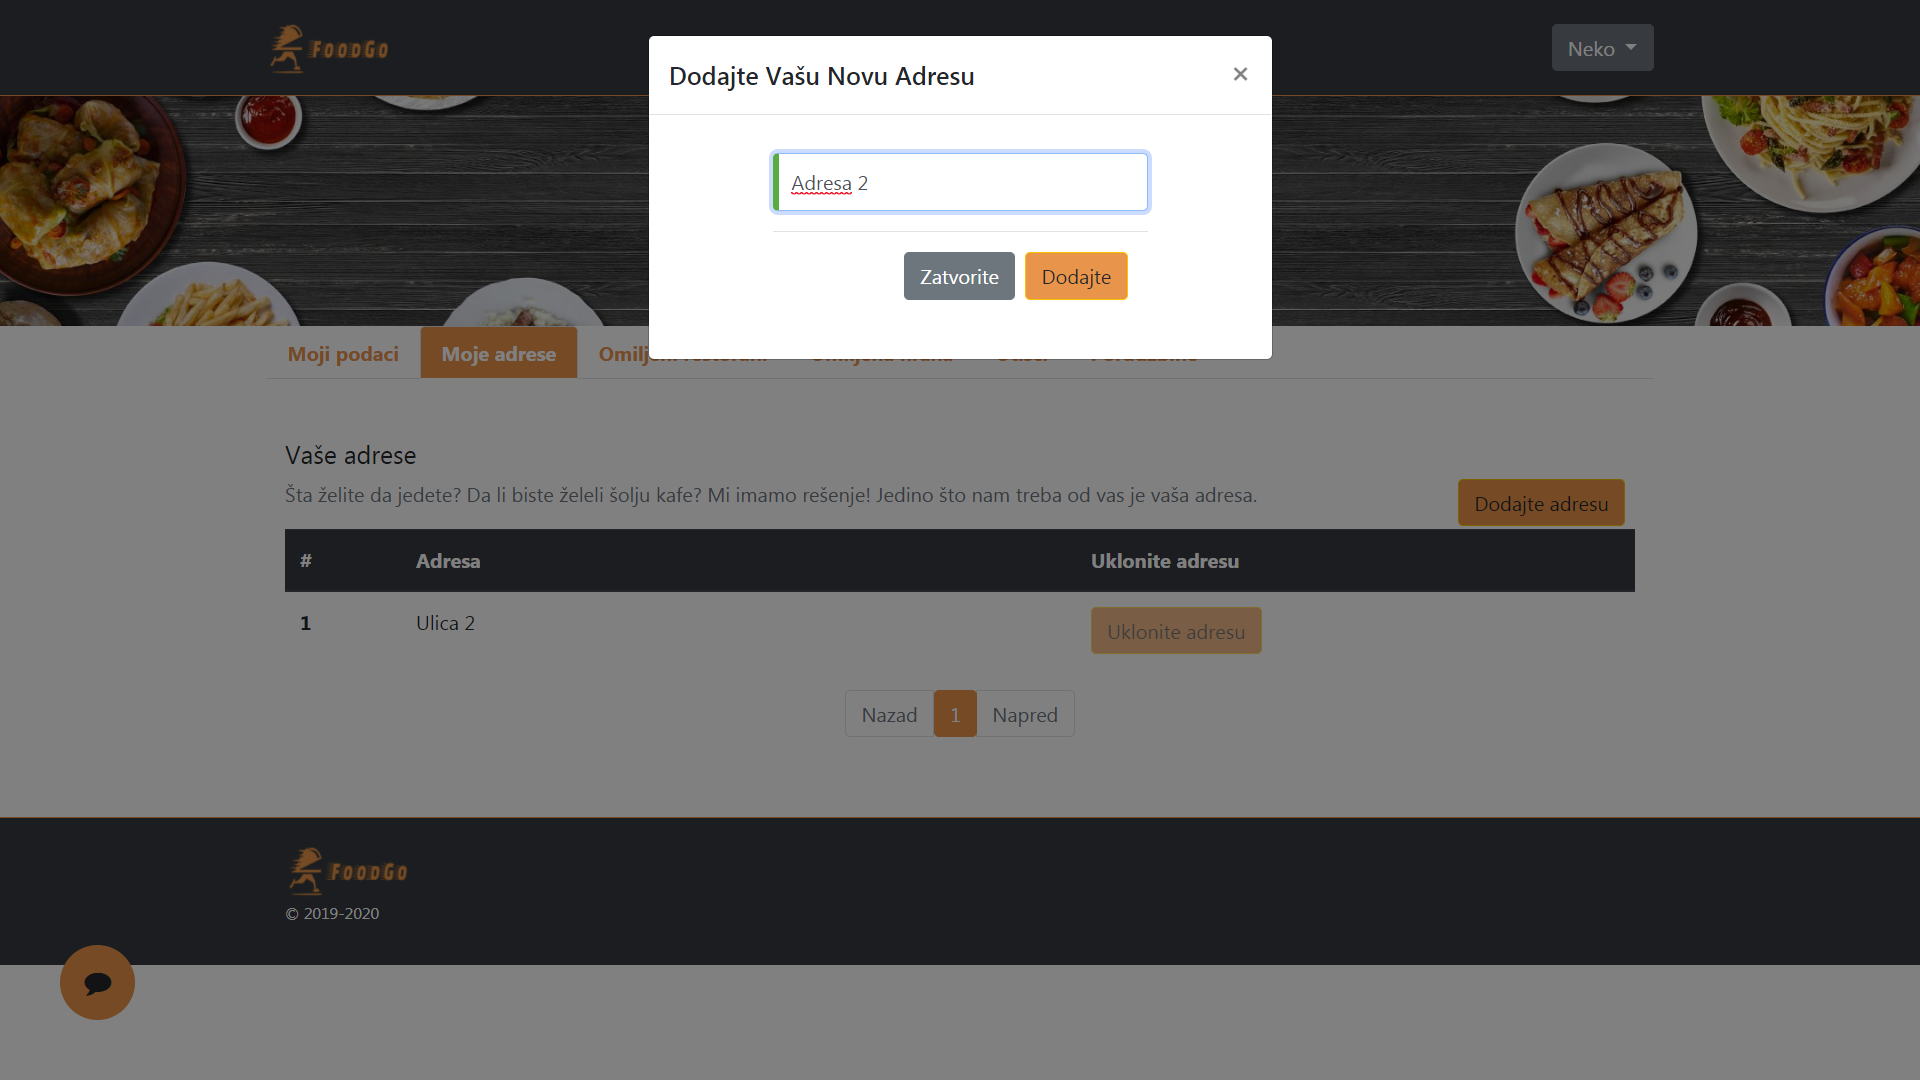 FoodGo
Neko
Dodajte Vašu Novu Adresu
×
Adresa 2
Zatvorite
Dodajte
Moji podaci
Moje adrese
Vaše adrese
Šta želite da jedete? Da li biste želeli šolju kafe? Mi imamo rešenje! Jedino što nam treba od vas je vaša adresa.
Dodajte adresu
# Adresa Uklonite adresu
1 Ulica 2 Uklonite adresu
Nazad 1 Napred
FoodGo
© 2019-2020